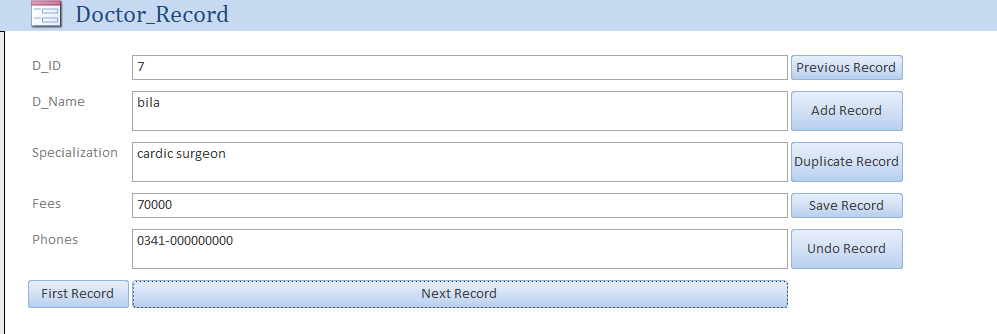 Doctor_Record
D_ID 7 Previous Record
D_Name bila Add Record
Specialization cardic surgeon Duplicate Record
Fees 70000 Save Record
Phones 0341-000000000 Undo Record
First Record Next Record